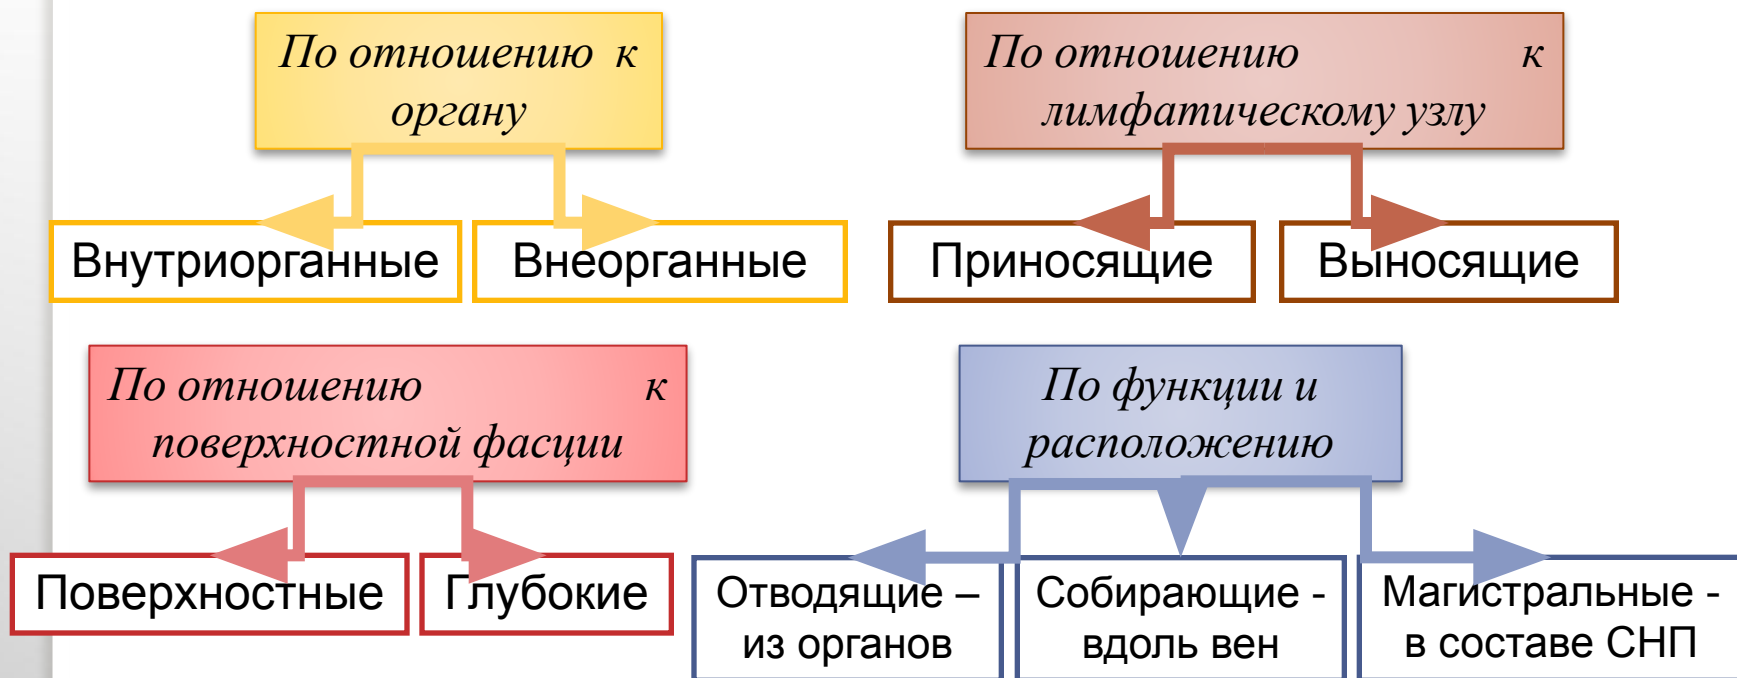 По отношению к
органу
Внутриорганные
Внеорганные
По отношению к
лимфатическому узлу
Приносящие
Выносящие
По отношению к
поверхностной фасции
Поверхностные
Глубокие
По функции и
расположению
Отводящие –
из органов
Собирающие -
вдоль вен
Магистральные -
в составе СНП